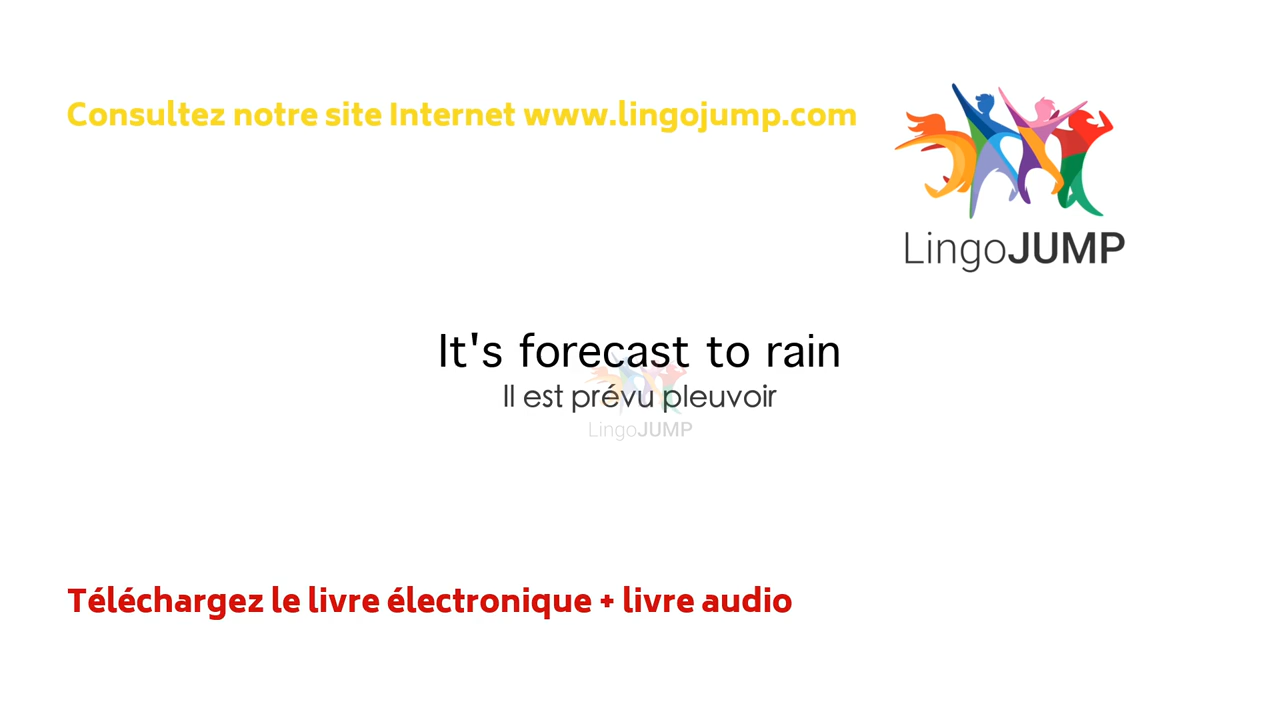 Consultez notre site Internet www.lingojump.com
LingoJUMP
It's forecast to rain
Il est prévu pleuvoir
LingoJUMP
Téléchargez le livre électronique + livre audio